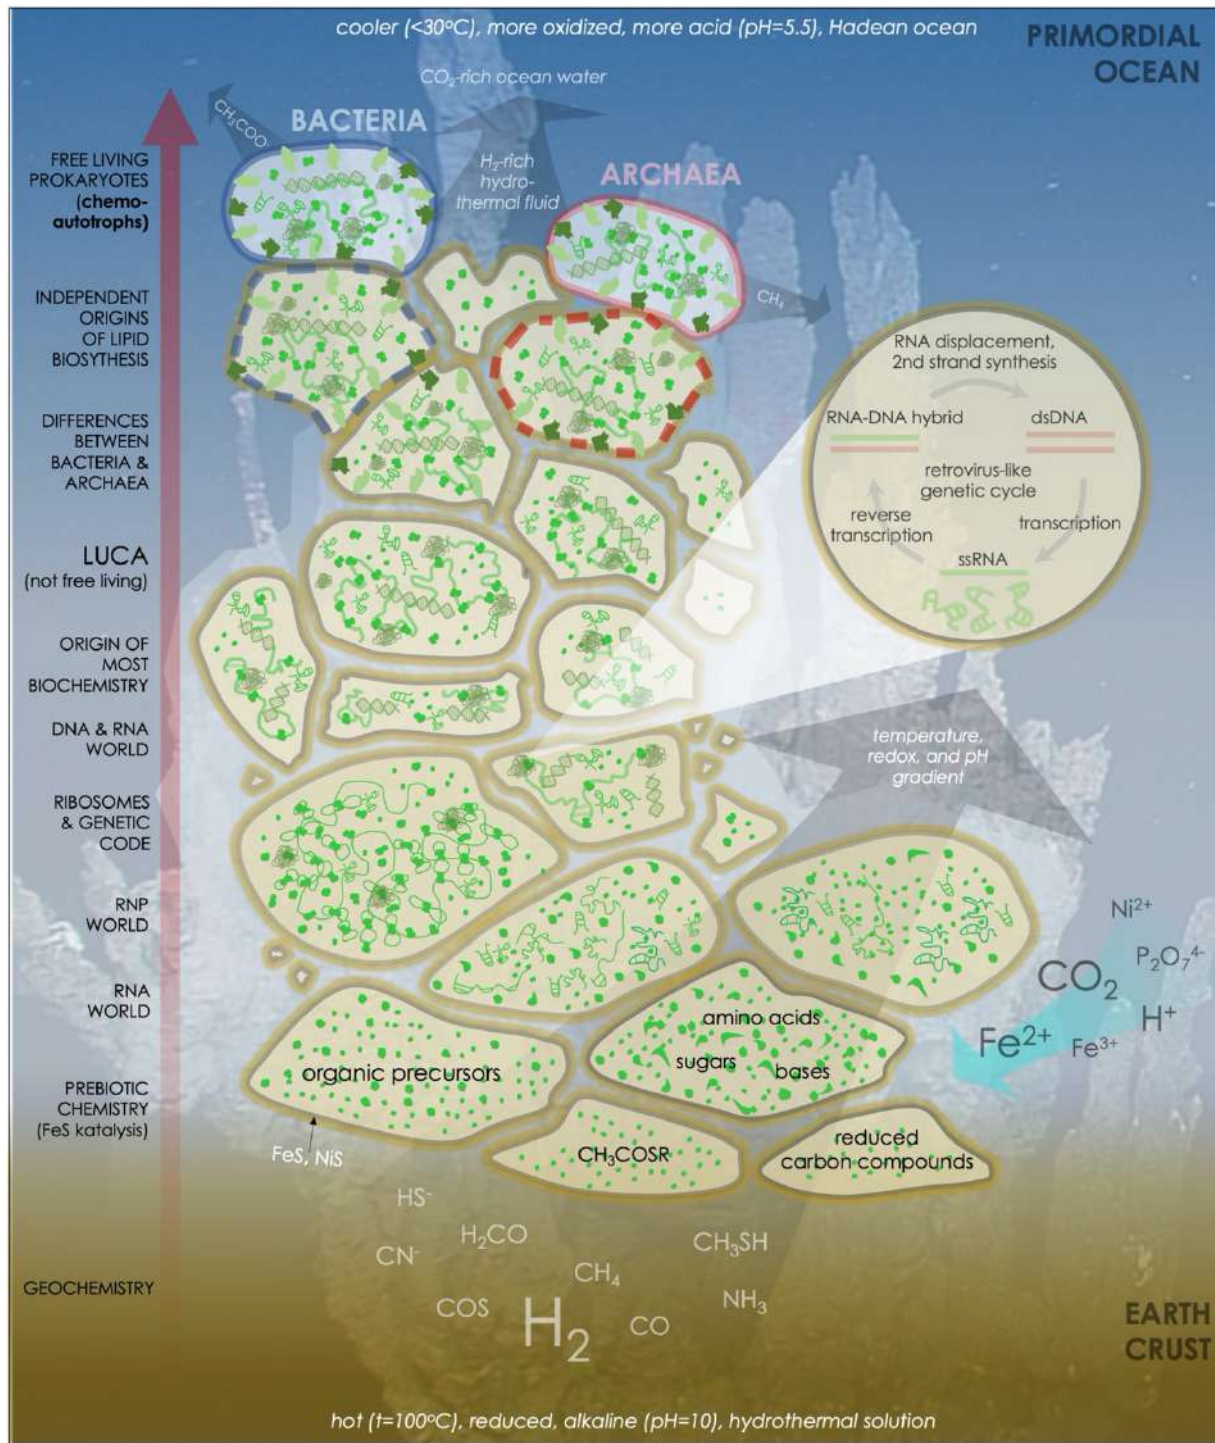 cooler (<30°C), more oxidized, more acid (pH=5.5), Hadean ocean
PRIMORDIAL
OCEAN
CO₂-rich ocean water
CH₃COO⁻
BACTERIA
H₂-rich
hydro-
thermal fluid
ARCHAEA
CH₄
FREE LIVING
PROKARYOTES
(chemo-
autotrophs)
INDEPENDENT
ORIGINS
OF LIPID
BIOSYTHESIS
DIFFERENCES
BETWEEN
BACTERIA &
ARCHAEA
LUCA
(not free living)
ORIGIN OF
MOST
BIOCHEMISTRY
DNA & RNA
WORLD
RIBOSOMES
& GENETIC
CODE
RNP
WORLD
RNA
WORLD
PREBIOTIC
CHEMISTRY
(FeS katalysis)
GEOCHEMISTRY
RNA displacement,
2nd strand synthesis
RNA-DNA hybrid
dsDNA
retrovirus-like
genetic cycle
reverse
transcription
transcription
ssRNA
temperature,
redox, and pH
gradient
Ni²⁺
P₂O₇⁴⁻
CO₂
H⁺
Fe²⁺
Fe³⁺
amino acids
sugars
bases
organic precursors
FeS, NiS
CH₃COSR
reduced
carbon compounds
HS⁻
H₂CO
CN⁻
CH₃SH
CH₄
COS
H₂
CO
NH₃
EARTH
CRUST
hot (t=100°C), reduced, alkaline (pH=10), hydrothermal solution